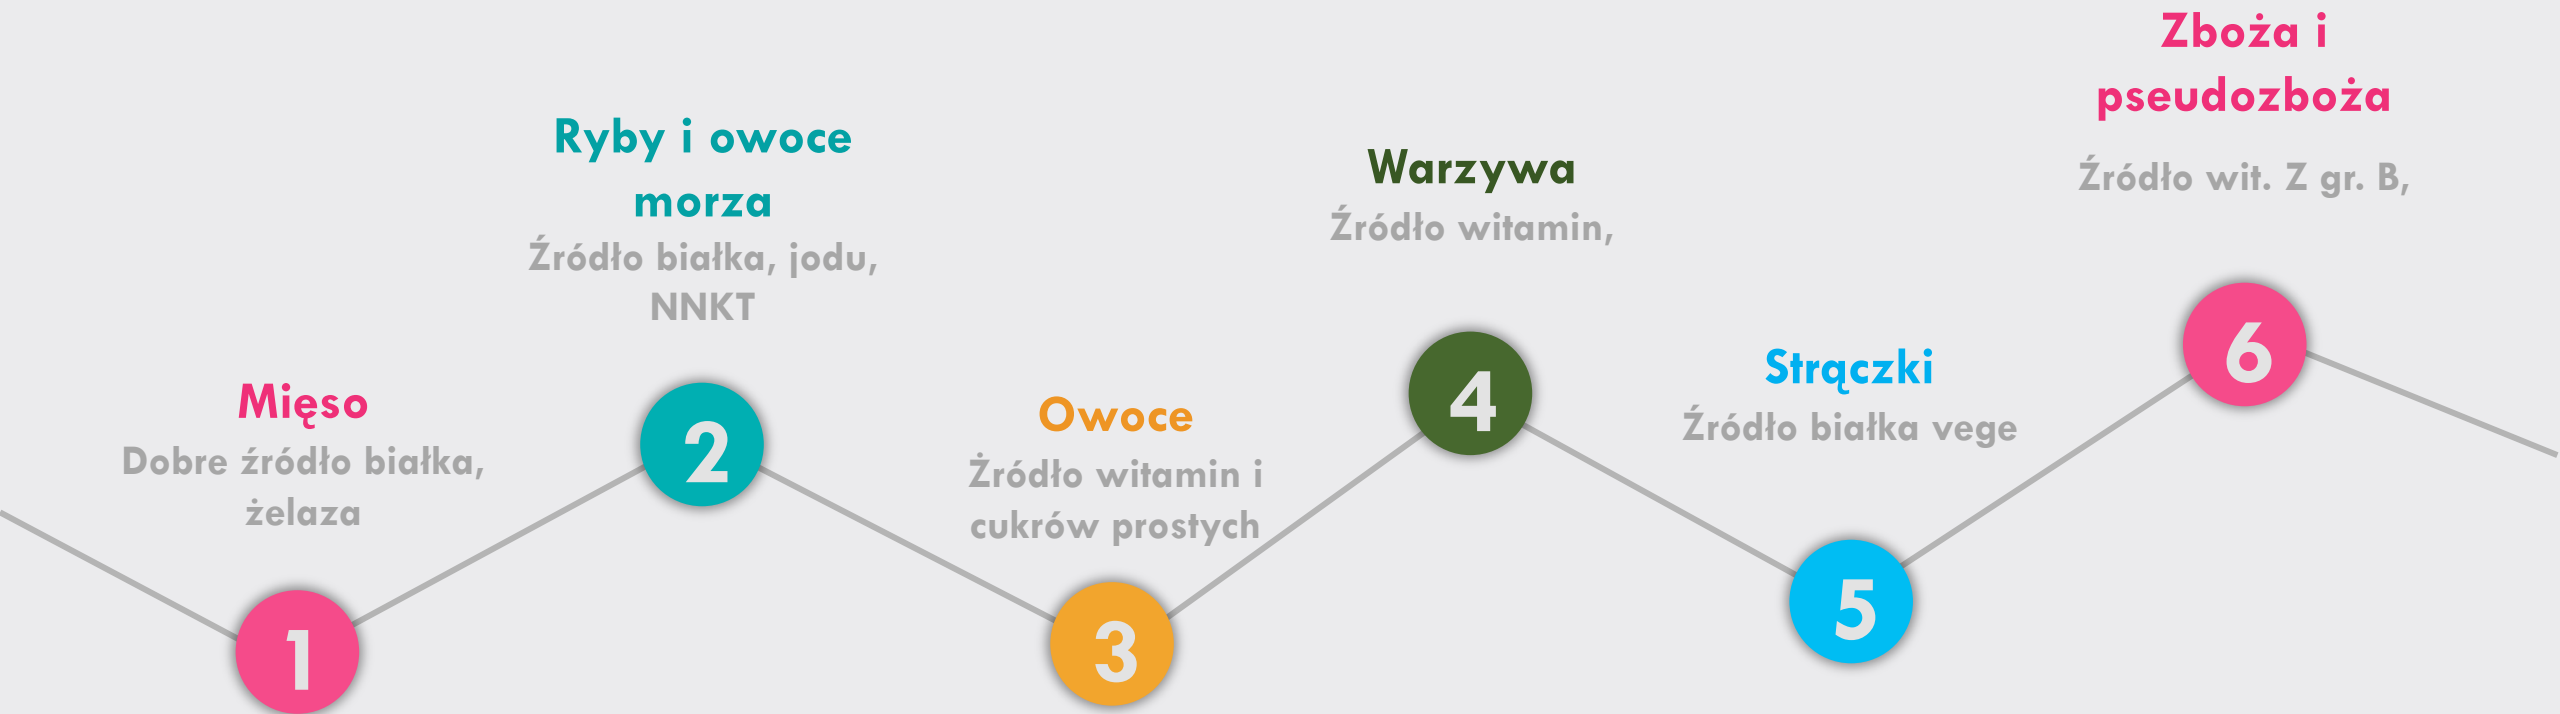 Mięso
Dobre źródło białka,
żelaza
1
Ryby i owoce
morza
Źródło białka, jodu,
NNKT
2
Owoce
Żródło witamin i
cukrów prostych
3
Warzywa
Źródło witamin,
4
Strączki
Źródło białka vege
5
Zboża i
pseudozboża
Źródło wit. Z gr. B,
6